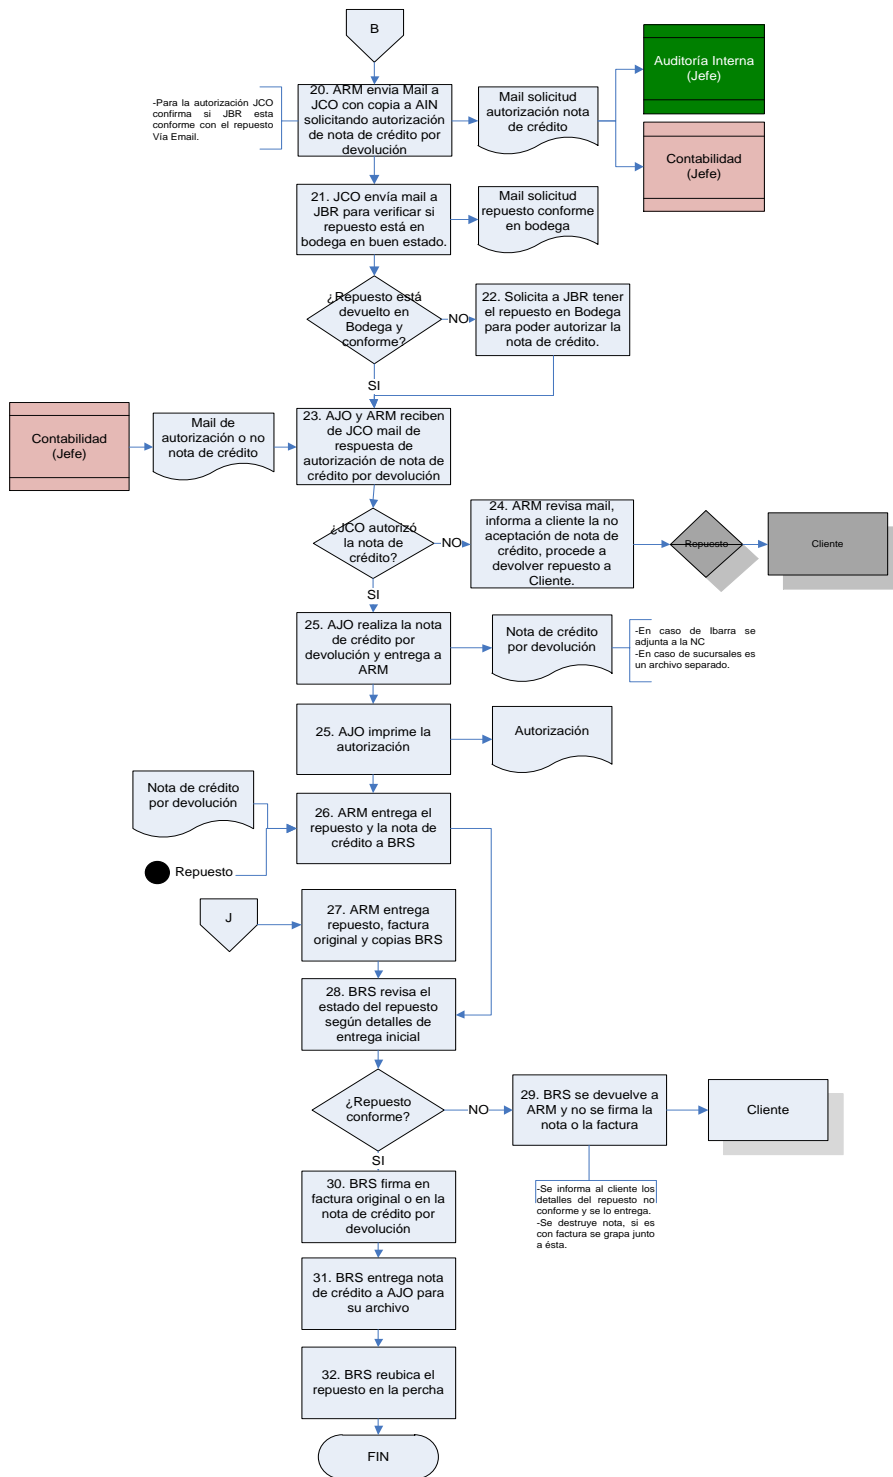 B
-Para la autorización JCO
confirma si JBR esta
conforme con el repuesto
Vía Email.
20. ARM envía Mail a
JCO con copia a AIN
solicitando autorización
de nota de crédito por
devolución
Mail solicitud
autorización nota
de crédito
Auditoría Interna
(Jefe)
Contabilidad
(Jefe)
21. JCO envía mail a
JBR para verificar si
repuesto está en
bodega en buen estado.
Mail solicitud
repuesto conforme
en bodega
¿Repuesto está
devuelto en
Bodega y
conforme?
NO
22. Solicita a JBR tener
el repuesto en Bodega
para poder autorizar la
nota de crédito.
SI
Contabilidad
(Jefe)
Mail de
autorización o no
nota de crédito
23. AJO y ARM reciben
de JCO mail de
respuesta de
autorización de nota de
crédito por devolución
¿JCO autorizó
la nota de
crédito?
NO
24. ARM revisa mail,
informa a cliente la no
aceptación de nota de
crédito, procede a
devolver repuesto a
Cliente.
Repuesto
Cliente
SI
25. AJO realiza la nota
de crédito por
devolución y entrega a
ARM
Nota de crédito
por devolución
-En caso de Ibarra se
adjunta a la NC
-En caso de sucursales es
un archivo separado.
25. AJO imprime la
autorización
Autorización
Nota de crédito
por devolución
Repuesto
26. ARM entrega el
repuesto y la nota de
crédito a BRS
J
27. ARM entrega
repuesto, factura
original y copias BRS
28. BRS revisa el
estado del repuesto
según detalles de
entrega inicial
¿Repuesto
conforme?
NO
29. BRS se devuelve a
ARM y no se firma la
nota o la factura
Cliente
-Se informa al cliente los
detalles del repuesto no
conforme y se lo entrega.
-Se destruye nota, si es
con factura se grapa junto
a ésta.
SI
30. BRS firma en
factura original o en la
nota de crédito por
devolución
31. BRS entrega nota
de crédito a AJO para
su archivo
32. BRS reubica el
repuesto en la percha
FIN